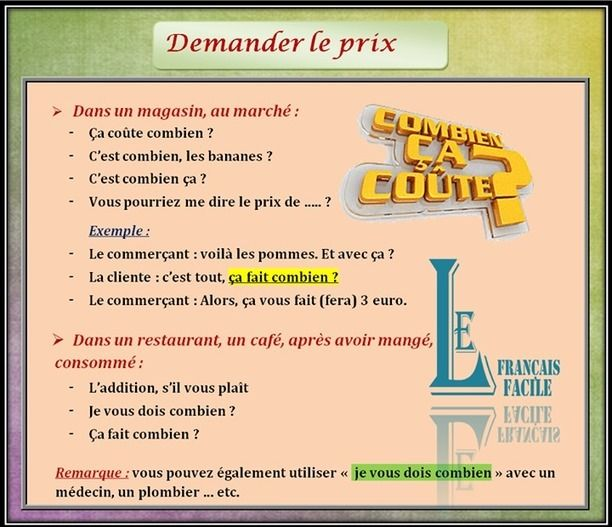 Demander le prix
➢ Dans un magasin, au marché :
- Ça coûte combien ?
- C'est combien, les bananes ?
- C'est combien ça ?
- Vous pourriez me dire le prix de ..... ?
Exemple :
- Le commerçant : voilà les pommes. Et avec ça ?
- La cliente : c'est tout, ça fait combien ?
- Le commerçant : Alors, ça vous fait (fera) 3 euro.
COMBIEN
ÇA
COÛTE?
➢ Dans un restaurant, un café, après avoir mangé,
consommé :
- L'addition, s'il vous plaît
- Je vous dois combien ?
- Ça fait combien ?
LE
FRANCAIS
FACILE
Remarque : vous pouvez également utiliser « je vous dois combien » avec un
médecin, un plombier ... etc.